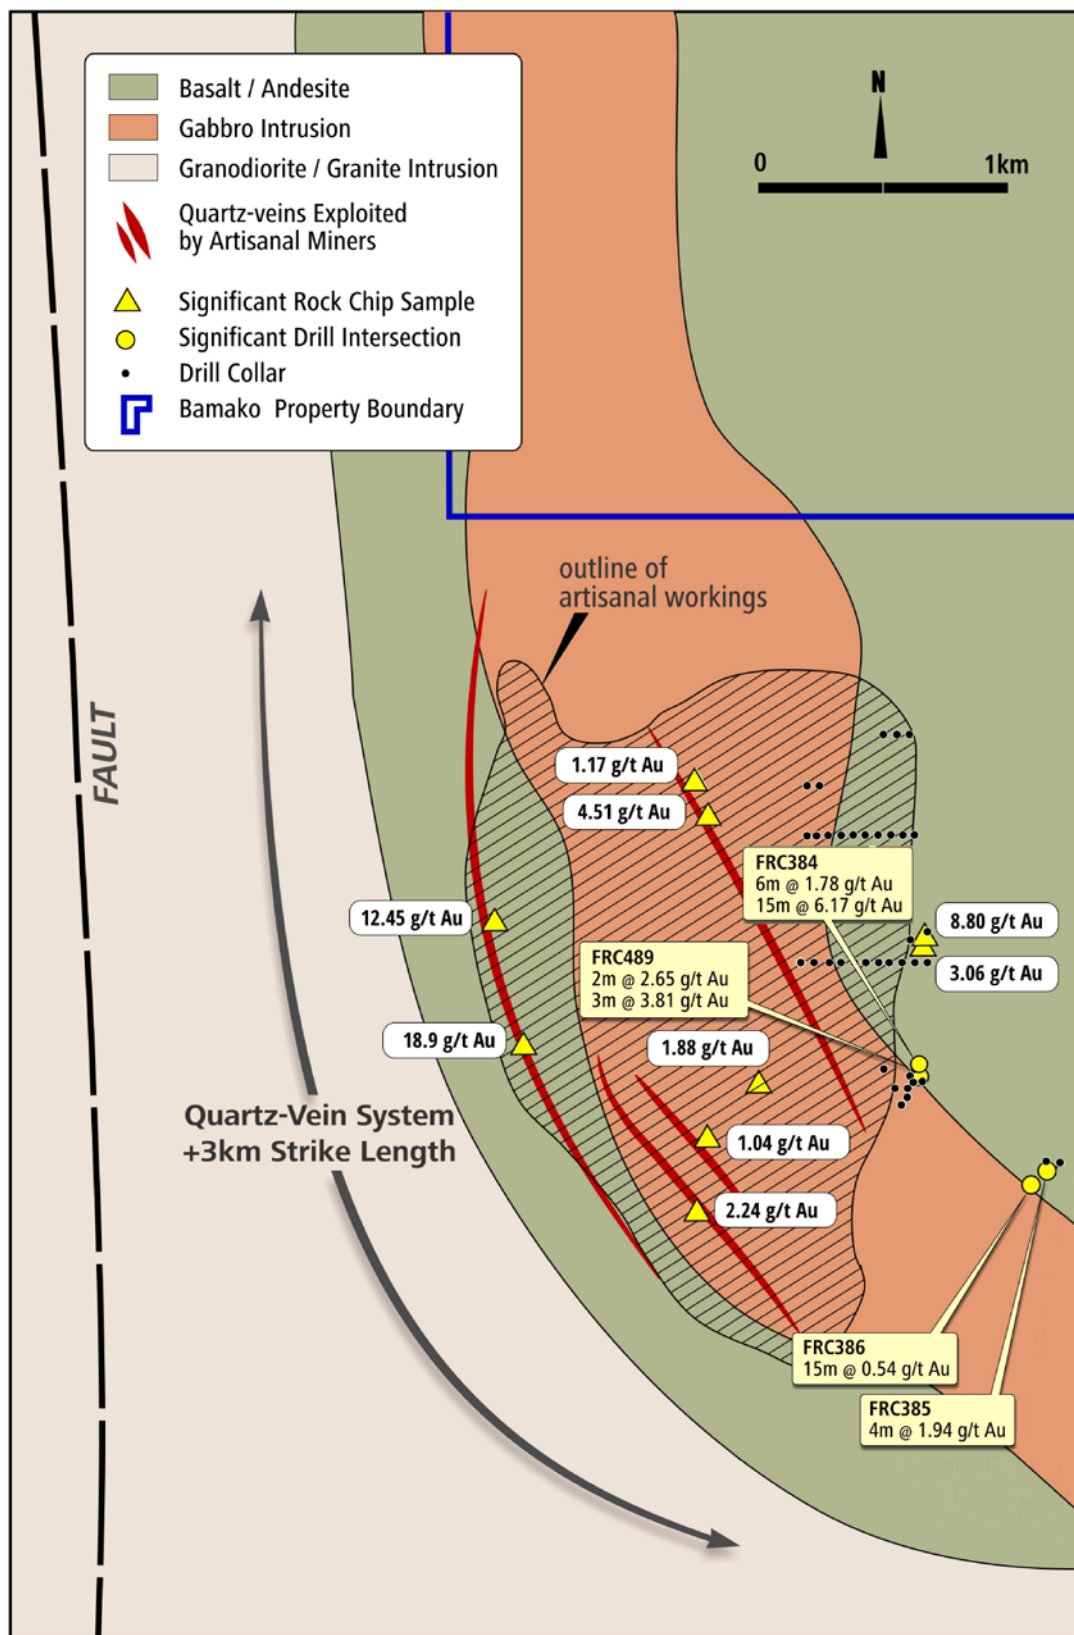 Basalt / Andesite
Gabbro Intrusion
Granodiorite / Granite Intrusion
Quartz-veins Exploited
by Artisanal Miners
Significant Rock Chip Sample
Significant Drill Intersection
Drill Collar
Bamako Property Boundary
N
0
1km
outline of
artisanal workings
FAULT
1.17 g/t Au
4.51 g/t Au
FRC384
6m @ 1.78 g/t Au
15m @ 6.17 g/t Au
12.45 g/t Au
8.80 g/t Au
FRC489
2m @ 2.65 g/t Au
3m @ 3.81 g/t Au
3.06 g/t Au
18.9 g/t Au
1.88 g/t Au
Quartz-Vein System
+3km Strike Length
1.04 g/t Au
2.24 g/t Au
FRC386
15m @ 0.54 g/t Au
FRC385
4m @ 1.94 g/t Au